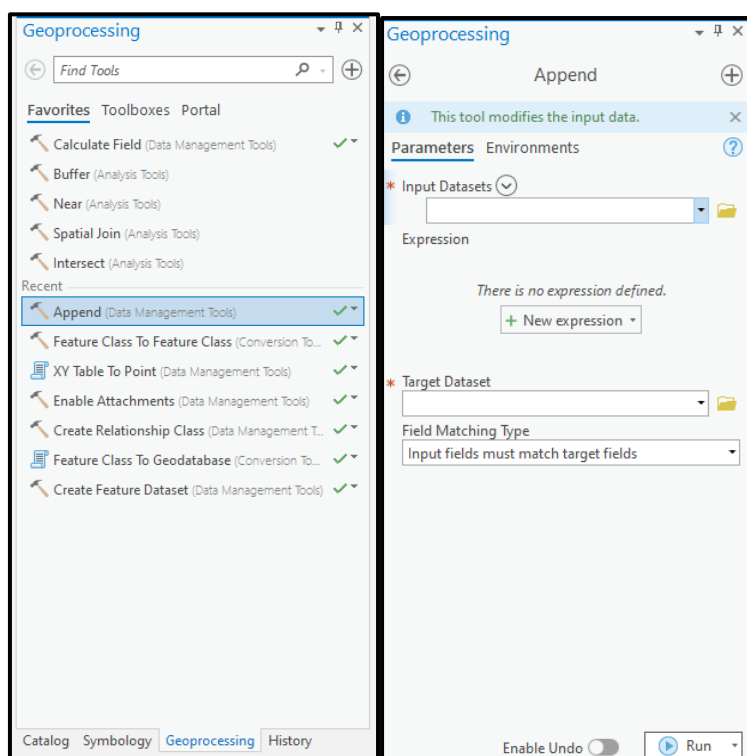 Geoprocessing
Find Tools
Favorites Toolboxes Portal
Calculate Field (Data Management Tools)
Buffer (Analysis Tools)
Near (Analysis Tools)
Spatial Join (Analysis Tools)
Intersect (Analysis Tools)
Recent
Append (Data Management Tools)
Feature Class To Feature Class (Conversion To...
XY Table To Point (Data Management Tools)
Enable Attachments (Data Management Tools)
Create Relationship Class (Data Management T...
Feature Class To Geodatabase (Conversion To...
Create Feature Dataset (Data Management Tools)
Catalog Symbology Geoprocessing History
Geoprocessing
Append
This tool modifies the input data.
Parameters Environments
* Input Datasets
Expression
There is no expression defined.
+ New expression
* Target Dataset
Field Matching Type
Input fields must match target fields
Enable Undo Run